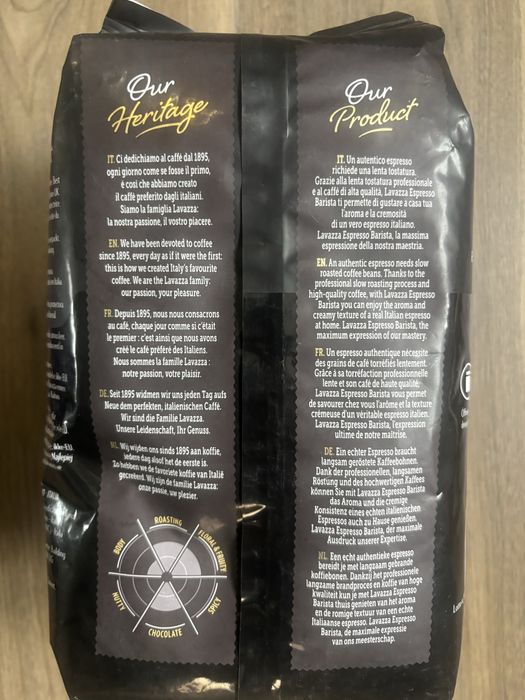 Our
Heritage
IT. Ci dedichiamo al caffè dal 1895,
ogni giorno come se fosse il primo,
è così che abbiamo creato
il caffè preferito dagli italiani.
Siamo la famiglia Lavazza:
la nostra passione, il vostro piacere.
EN. We have been devoted to coffee
since 1895, every day as if it were the first:
this is how we created Italy's favourite
coffee. We are the Lavazza family:
our passion, your pleasure.
FR. Depuis 1895, nous nous consacrons
au café, chaque jour comme si c'était
le premier : c'est ainsi que nous avons
créé le café préféré des Italiens.
Nous sommes la famille Lavazza :
notre passion, votre plaisir.
DE. Seit 1895 widmen wir uns jeden Tag aufs
Neue dem perfekten, italienischen Caffé.
Wir sind die Familie Lavazza:
Unsere Leidenschaft, Ihr Genuss.
NL. Wij wijden ons sinds 1895 aan koffie,
iedere dag alsof het de eerste is.
Zo hebben we de favoriete koffie van Italië
gecreëerd. Wij zijn de familie Lavazza:
onze passie, uw plezier.
ROASTING
FLORAL & FRUITY
SPICY
CHOCOLATE
NUTTY
BODY
Our
Product
IT. Un autentico espresso
richiede una lenta tostatura.
Grazie alla lenta tostatura professionale
e al caffè di alta qualità, Lavazza Espresso
Barista ti permette di gustare a casa tua
l'aroma e la cremosità
di un vero espresso italiano.
Lavazza Espresso Barista, la massima
espressione della nostra maestria.
EN. An authentic espresso needs slow
roasted coffee beans. Thanks to the
professional slow roasting process and
high-quality coffee, with Lavazza Espresso
Barista you can enjoy the aroma and
creamy texture of a real Italian espresso
at home. Lavazza Espresso Barista, the
maximum expression of our mastery.
FR. Un espresso authentique nécessite
des grains de café torréfiés lentement.
Grâce à sa torréfaction professionnelle
lente et son café de haute qualité,
Lavazza Espresso Barista vous permet
de savourer chez vous l'arôme et la texture
crémeuse d'un véritable espresso italien.
Lavazza Espresso Barista, l'expression
ultime de notre maîtrise.
DE. Ein echter Espresso braucht
langsam geröstete Kaffeebohnen.
Dank der professionellen, langsamen
Röstung und des hochwertigen Kaffees
können Sie mit Lavazza Espresso Barista
das Aroma und die cremige
Konsistenz eines echten italienischen
Espressos auch zu Hause genießen.
Lavazza Espresso Barista, der maximale
Ausdruck unserer Expertise.
NL. Een echt authentieke espresso
bereidt je met langzaam gebrande
koffiebonen. Dankzij het professionele
langzame brandproces en koffie van hoge
kwaliteit kun je met Lavazza Espresso
Barista thuis genieten van het aroma
en de romige textuur van een echte
Italiaanse espresso. Lavazza Espresso
Barista, de maximale expressie
van ons meesterschap.